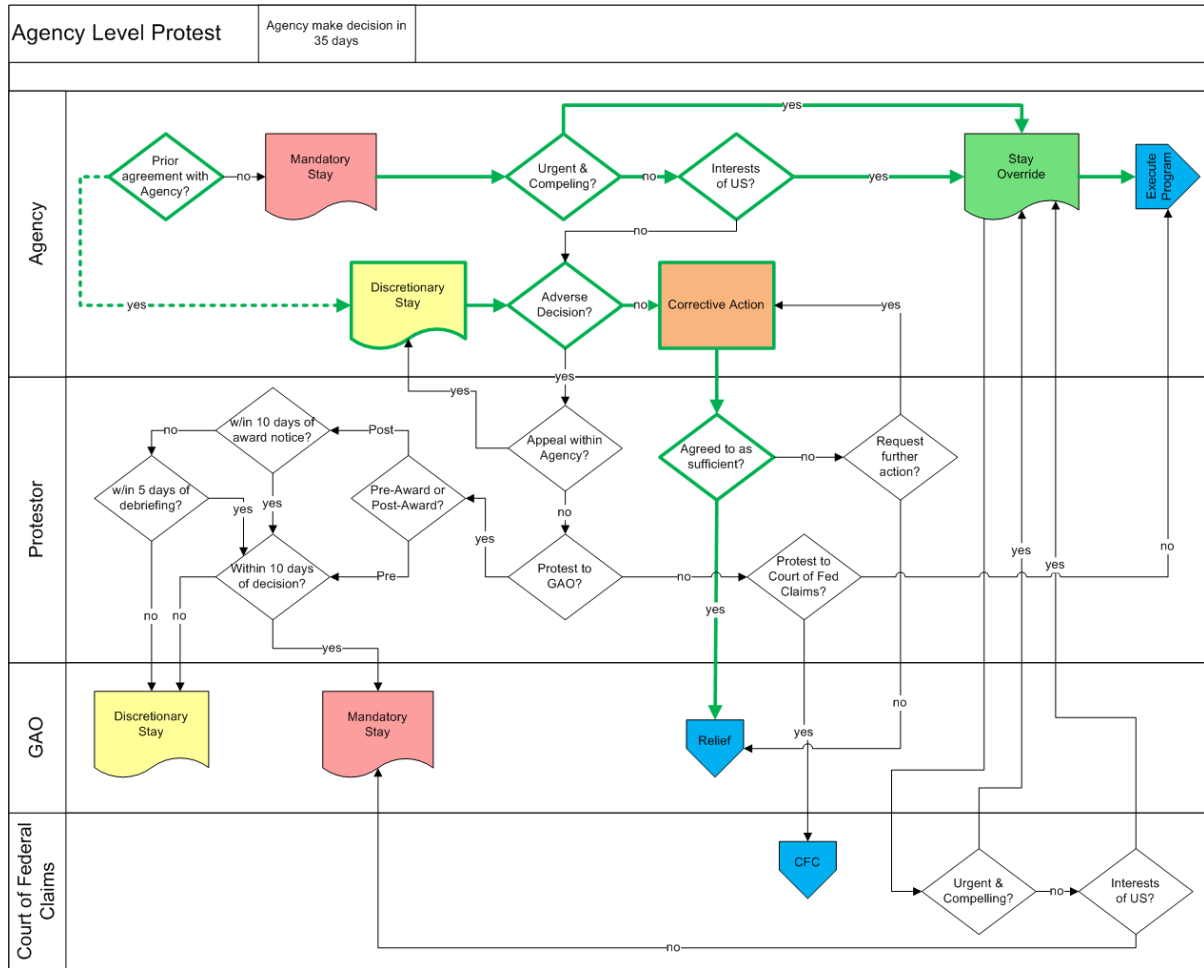 Agency Level Protest
Agency make decision in
35 days
Agency
Prior
agreement with
Agency?
no
Mandatory
Stay
Urgent &
Compeling?
no
Interests
of US?
yes
yes
Stay
Override
Execute
Program
no
yes
Discretionary
Stay
Adverse
Decision?
no
Corrective Action
yes
yes
yes
Protestor
w/in 10 days of
award notice?
no
Post
w/in 5 days of
debriefing?
yes
yes
Pre-Award or
Post-Award?
Appeal within
Agency?
no
yes
Agreed to as
sufficient?
no
Request
further
action?
Within 10 days
of decision?
Pre
Protest to
GAO?
no
Protest to
Court of Fed
Claims?
no
yes
yes
no
no
yes
yes
GAO
Discretionary
Stay
Mandatory
Stay
Relief
no
yes
Court of Federal
Claims
CFC
Urgent &
Compelling?
no
Interests
of US?
no